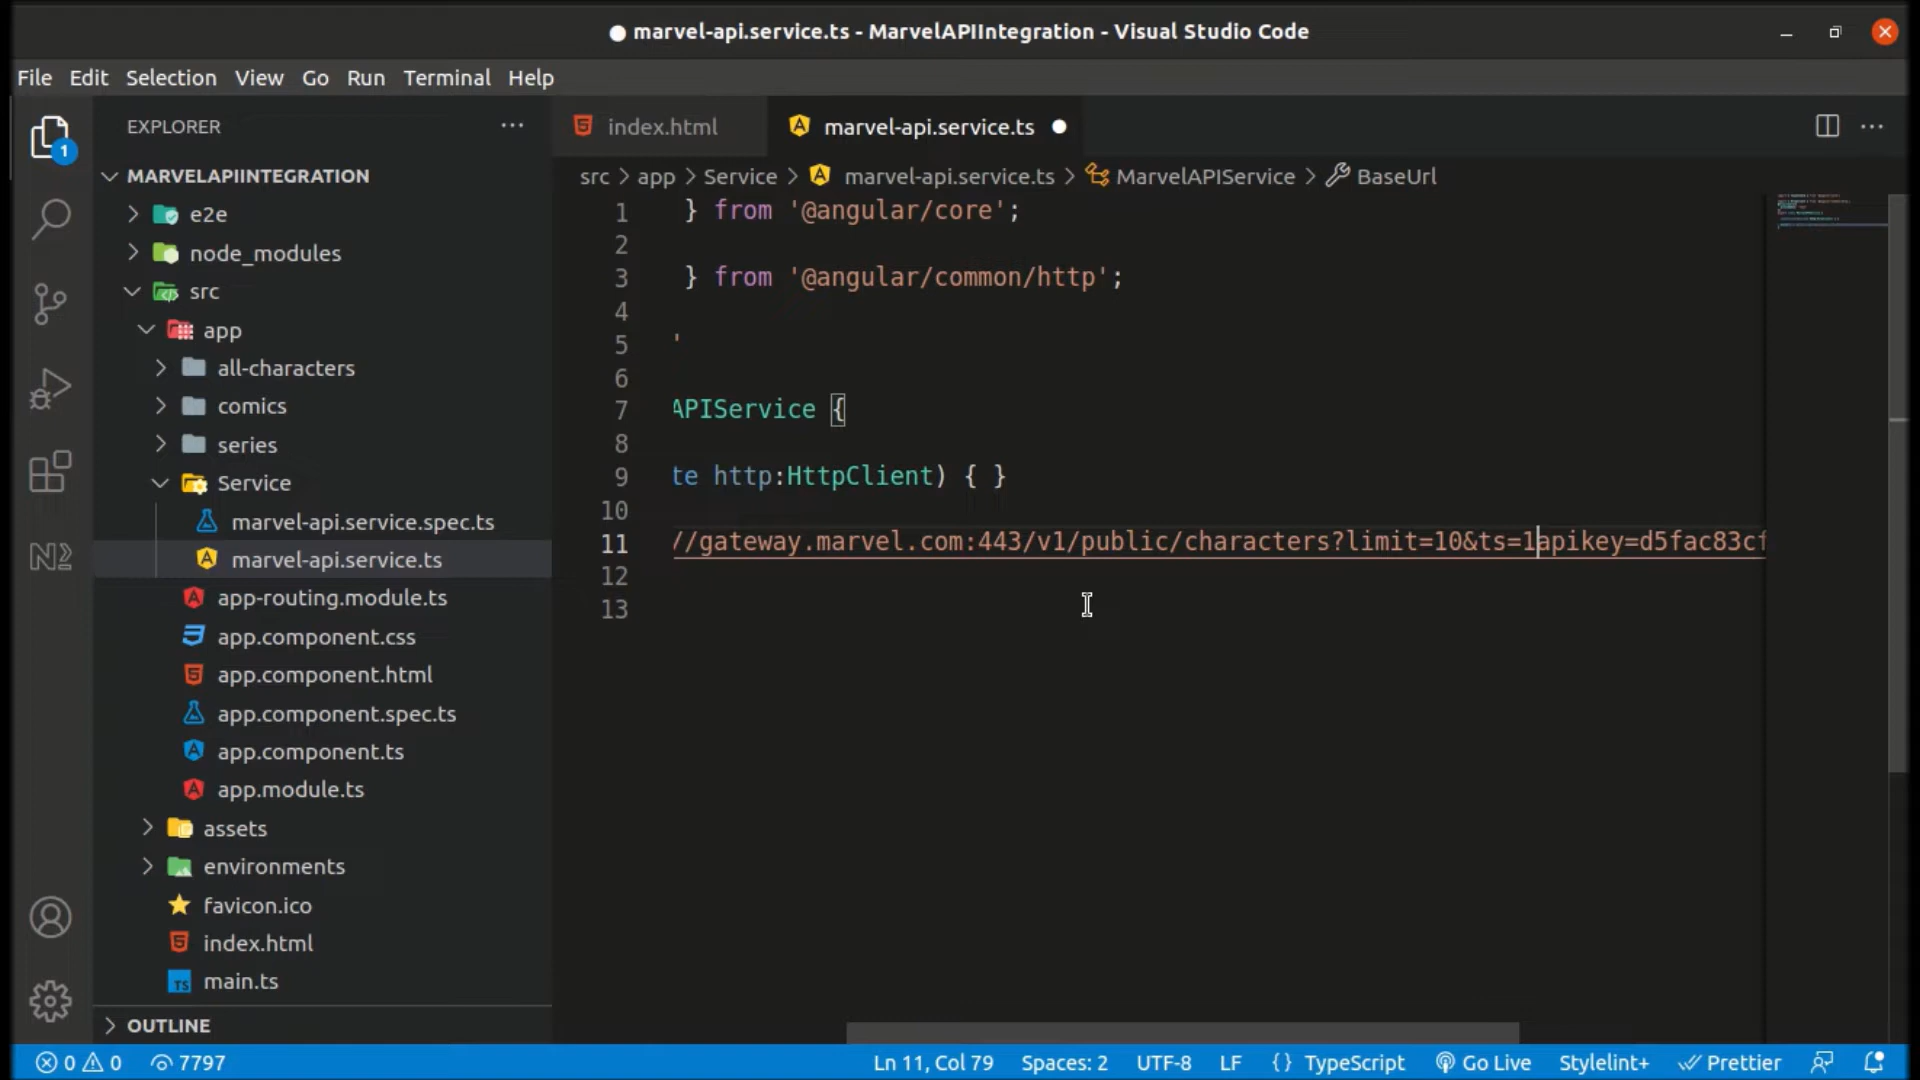 marvel-api.service.ts - MarvelAPIIntegration - Visual Studio Code
File Edit Selection View Go Run Terminal Help
EXPLORER
index.html
marvel-api.service.ts
1
MARVELAPIINTEGRATION
src > app > Service > marvel-api.service.ts > MarvelAPIService > BaseUrl
e2e
node_modules
src
app
all-characters
comics
series
Service
marvel-api.service.spec.ts
marvel-api.service.ts
app-routing.module.ts
app.component.css
app.component.html
app.component.spec.ts
app.component.ts
app.module.ts
assets
environments
favicon.ico
index.html
main.ts
OUTLINE
1 } from '@angular/core';
2
3 } from '@angular/common/http';
4
5 '
6
7 APIService {
8
9 te http:HttpClient) { }
10
11 //gateway.marvel.com:443/v1/public/characters?limit=10&ts=1apikey=d5fac83cf
12
13
0 0 7797 Ln 11, Col 79 Spaces: 2 UTF-8 LF {} TypeScript Go Live Stylelint+ Prettier